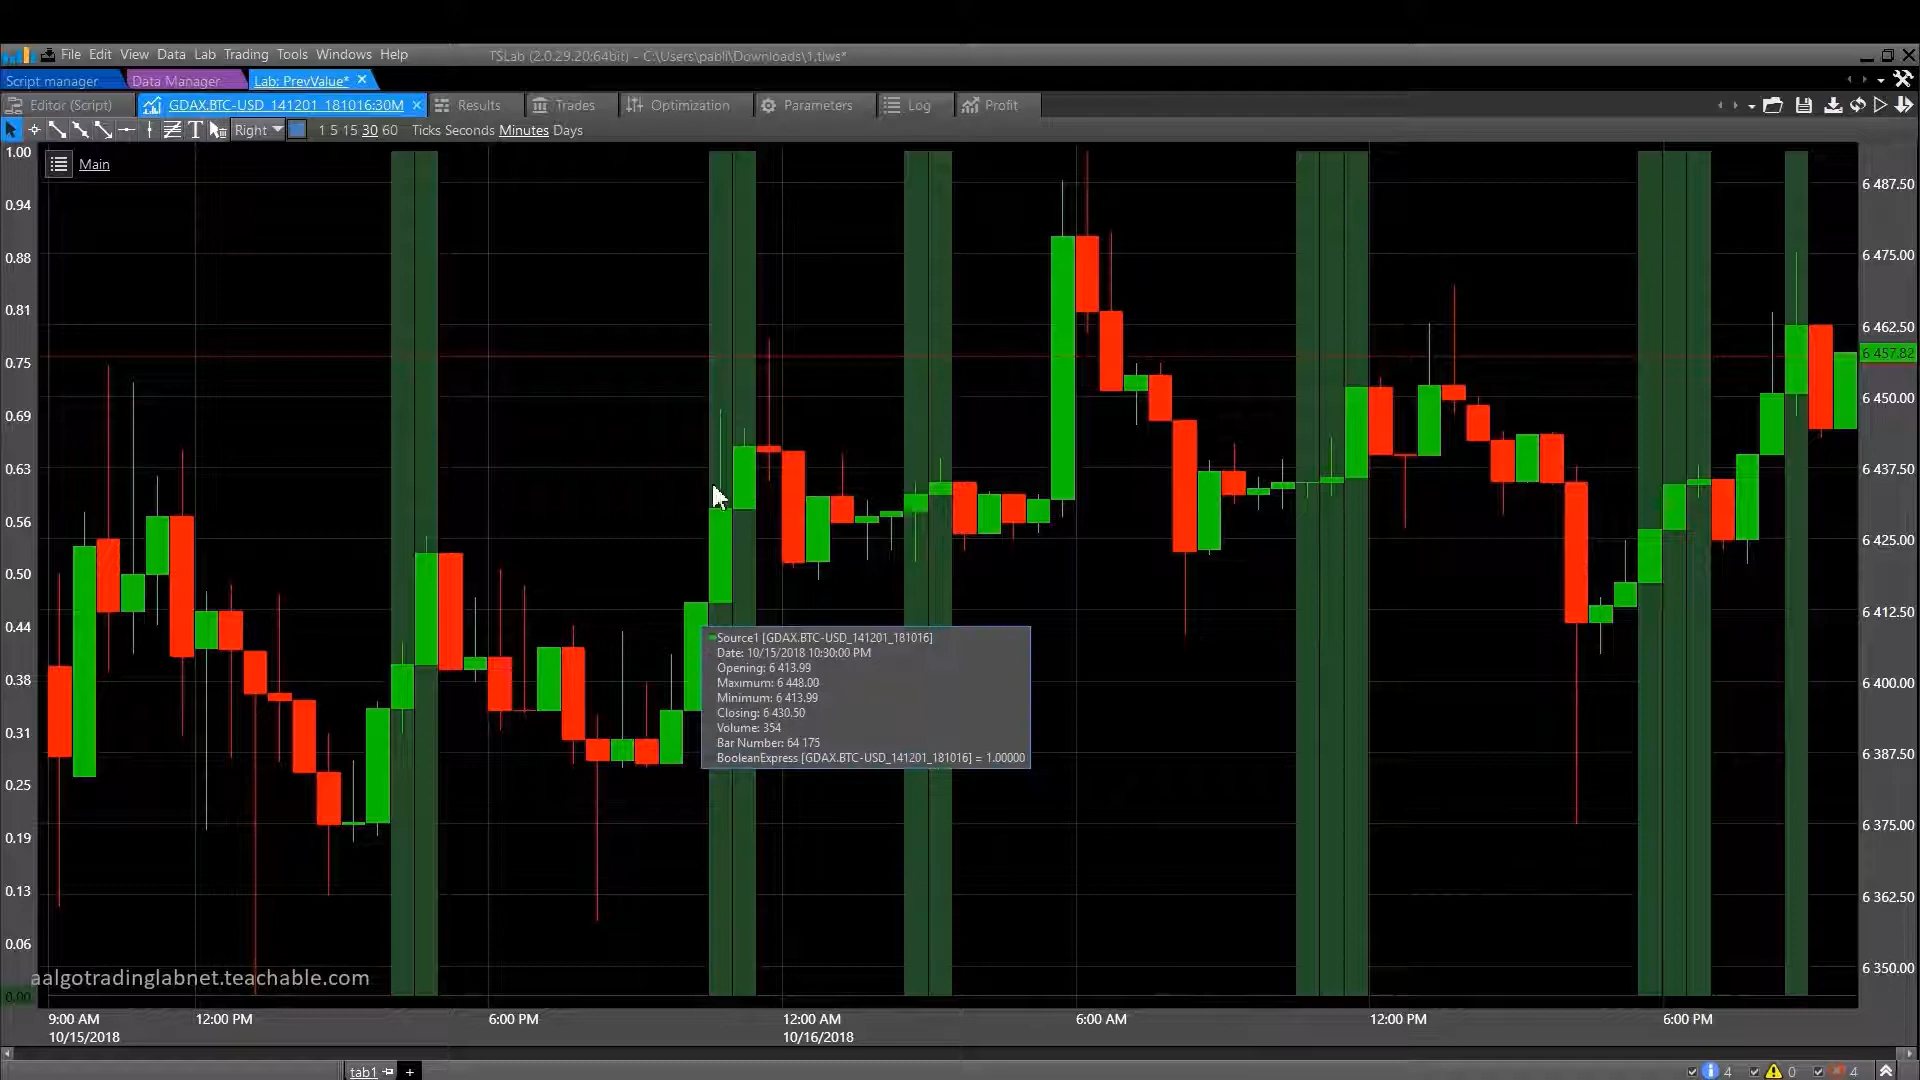 File Edit View Data Lab Trading Tools Windows Help
TSLab (2.0.29.20:64bit) - C:\Users\pabli\Downloads\1.tlws*
Script manager Data Manager Lab: PrevValue*
Editor (Script) GDAX.BTC-USD_141201_181016:30M Results Trades Optimization Parameters Log Profit
Right 1 5 15 30 60 Ticks Seconds Minutes Days
Main
1.00
0.94
0.88
0.81
0.75
0.69
0.63
0.56
0.50
0.44
0.38
0.31
0.25
0.19
0.13
0.06
0.00
6 487.50
6 475.00
6 462.50
6 457.82
6 450.00
6 437.50
6 425.00
6 412.50
6 400.00
6 387.50
6 375.00
6 362.50
6 350.00
Source1 [GDAX.BTC-USD_141201_181016]
Date: 10/15/2018 10:30:00 PM
Opening: 6 413.99
Maximum: 6 448.00
Minimum: 6 413.99
Closing: 6 430.50
Volume: 354
Bar Number: 64 175
BooleanExpress [GDAX.BTC-USD_141201_181016] = 1.00000
aalgotradinglabnet.teachable.com
9:00 AM 12:00 PM 6:00 PM 12:00 AM 6:00 AM 12:00 PM 6:00 PM
10/15/2018 10/16/2018
tab1 + 4 0 4